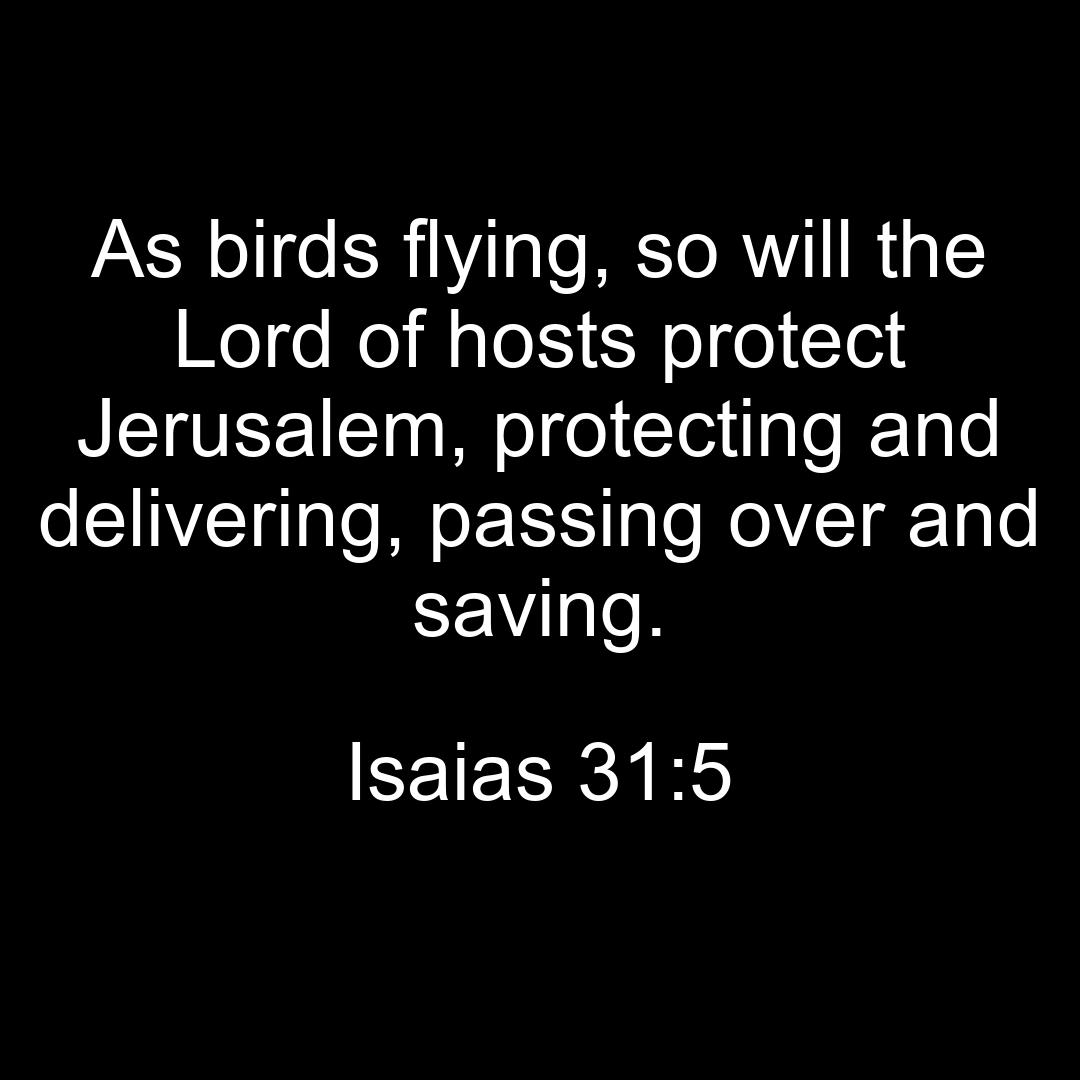 As birds flying, so will the
Lord of hosts protect
Jerusalem, protecting and
delivering, passing over and
saving.
Isaias 31:5